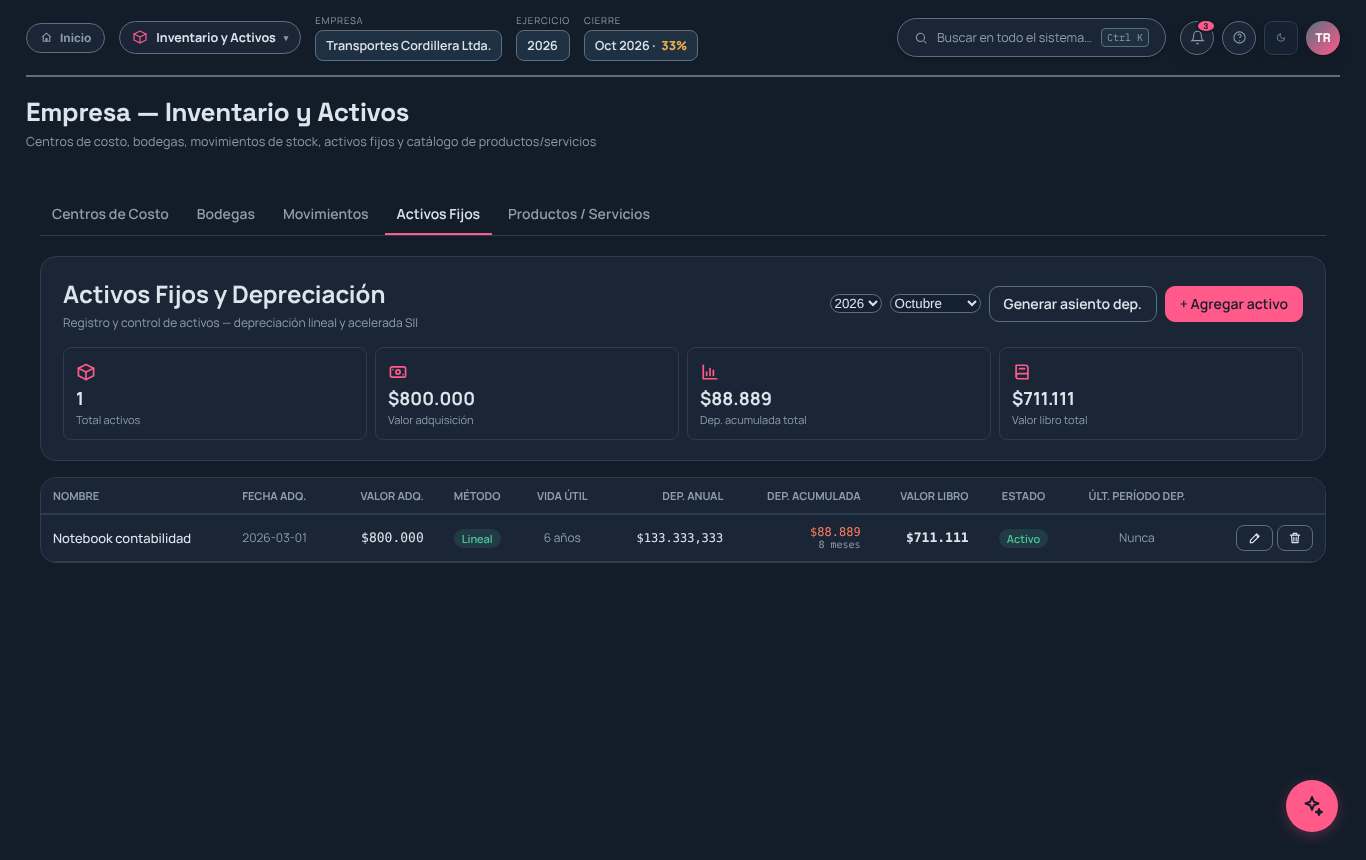 Inicio
Inventario y Activos ▾
EMPRESA
Transportes Cordillera Ltda.
EJERCICIO
2026
CIERRE
Oct 2026 · 33%
Buscar en todo el sistema... Ctrl K
3
TR
Empresa — Inventario y Activos
Centros de costo, bodegas, movimientos de stock, activos fijos y catálogo de productos/servicios
Centros de Costo Bodegas Movimientos Activos Fijos Productos / Servicios
Activos Fijos y Depreciación
Registro y control de activos — depreciación lineal y acelerada SII
2026 Octubre Generar asiento dep. + Agregar activo
1
Total activos
$800.000
Valor adquisición
$88.889
Dep. acumulada total
$711.111
Valor libro total
NOMBRE FECHA ADQ. VALOR ADQ. MÉTODO VIDA ÚTIL DEP. ANUAL DEP. ACUMULADA VALOR LIBRO ESTADO ÚLT. PERÍODO DEP.
Notebook contabilidad 2026-03-01 $800.000 Lineal 6 años $133.333,333 $88.889 $711.111 Activo Nunca
8 meses